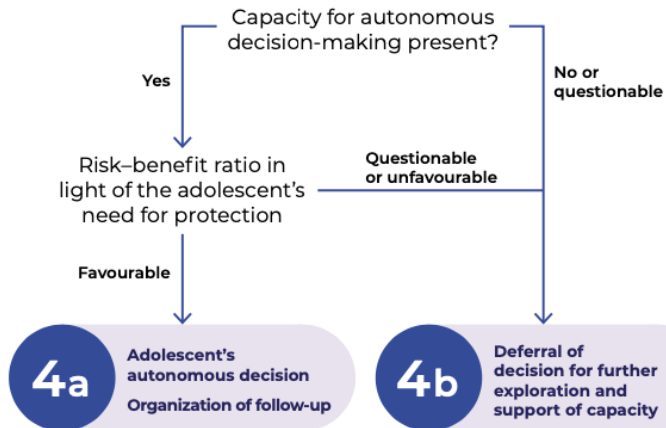 Capacity for autonomous
decision-making present?
Yes
No or
questionable
Risk–benefit ratio in
light of the adolescent's
need for protection
Questionable
or unfavourable
Favourable
4a
Adolescent's
autonomous decision
Organization of follow-up
4b
Deferral of
decision for further
exploration and
support of capacity